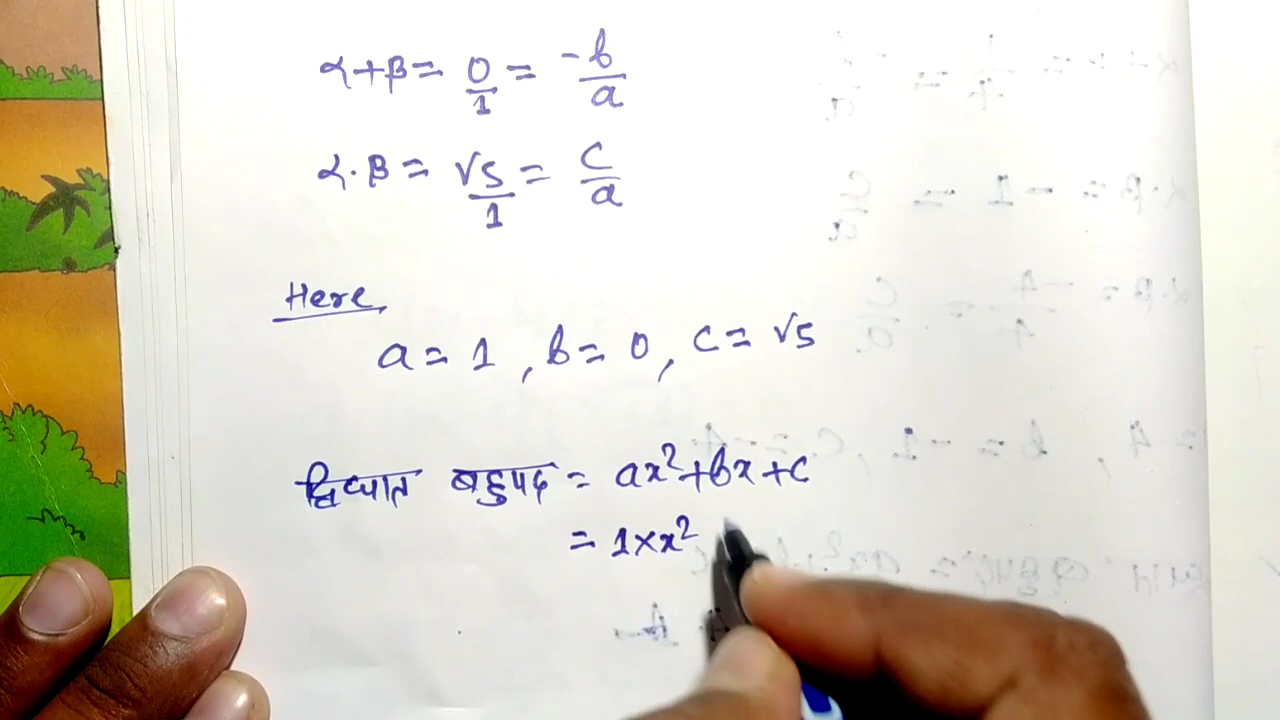 α+β = 0/1 = -b/a
α·β = √5/1 = c/a
Here,
a = 1, b = 0, c = √5
द्विघात बहुपद = ax²+bx+c
= 1×x²